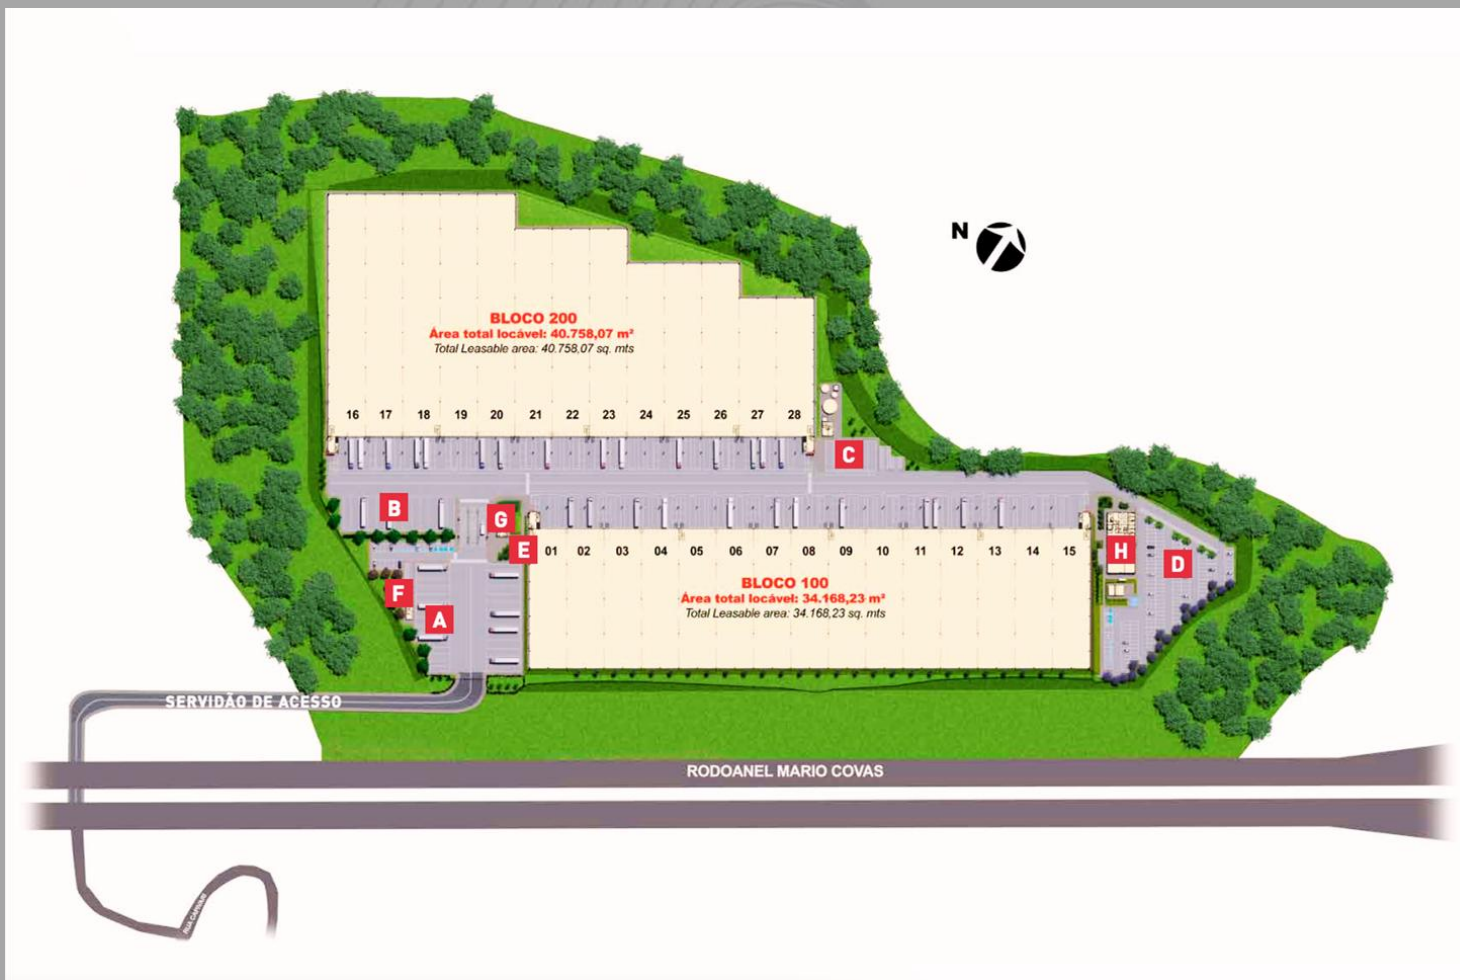 N
BLOCO 200
Área total locável: 40.758,07 m²
Total Leasable area: 40.758,07 sq. mts
16 17 18 19 20 21 22 23 24 25 26 27 28
C
B
G
E
01 02 03 04 05 06 07 08 09 10 11 12 13 14 15
H
D
BLOCO 100
Área total locável: 34.168,23 m²
Total Leasable area: 34.168,23 sq. mts
F
A
SERVIDÃO DE ACESSO
RODOANEL MARIO COVAS